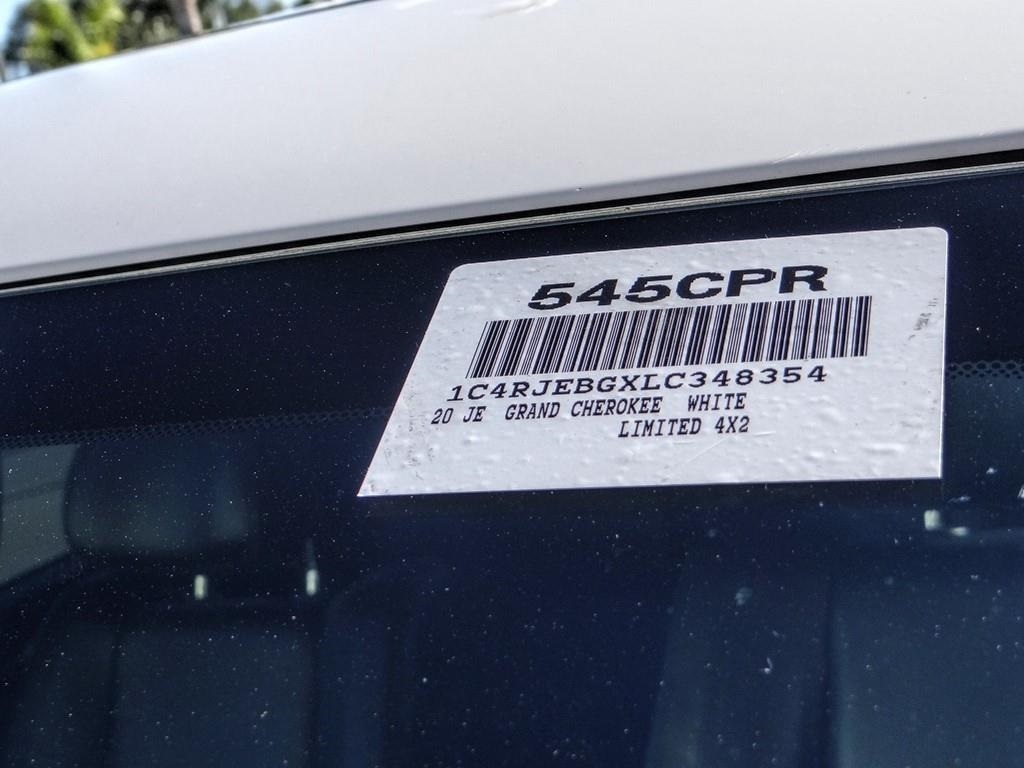 545CPR
1C4RJEBGXLC348354
20 JE GRAND CHEROKEE WHITE
LIMITED 4X2